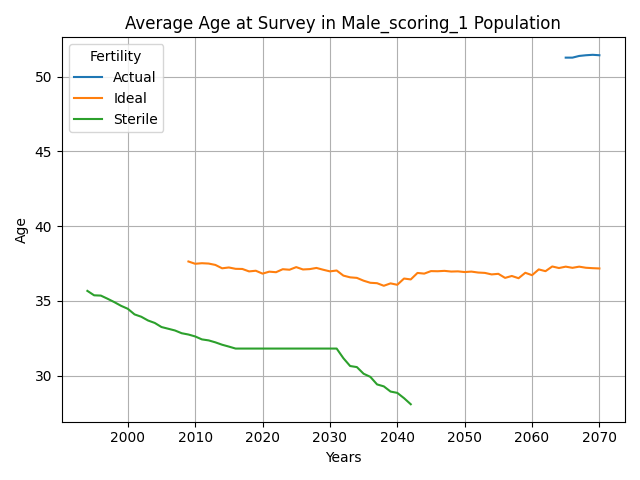 Average Age at Survey in Male_scoring_1 Population
Fertility
Actual
Ideal
Sterile
Age
50
45
40
35
30
2000 2010 2020 2030 2040 2050 2060 2070
Years